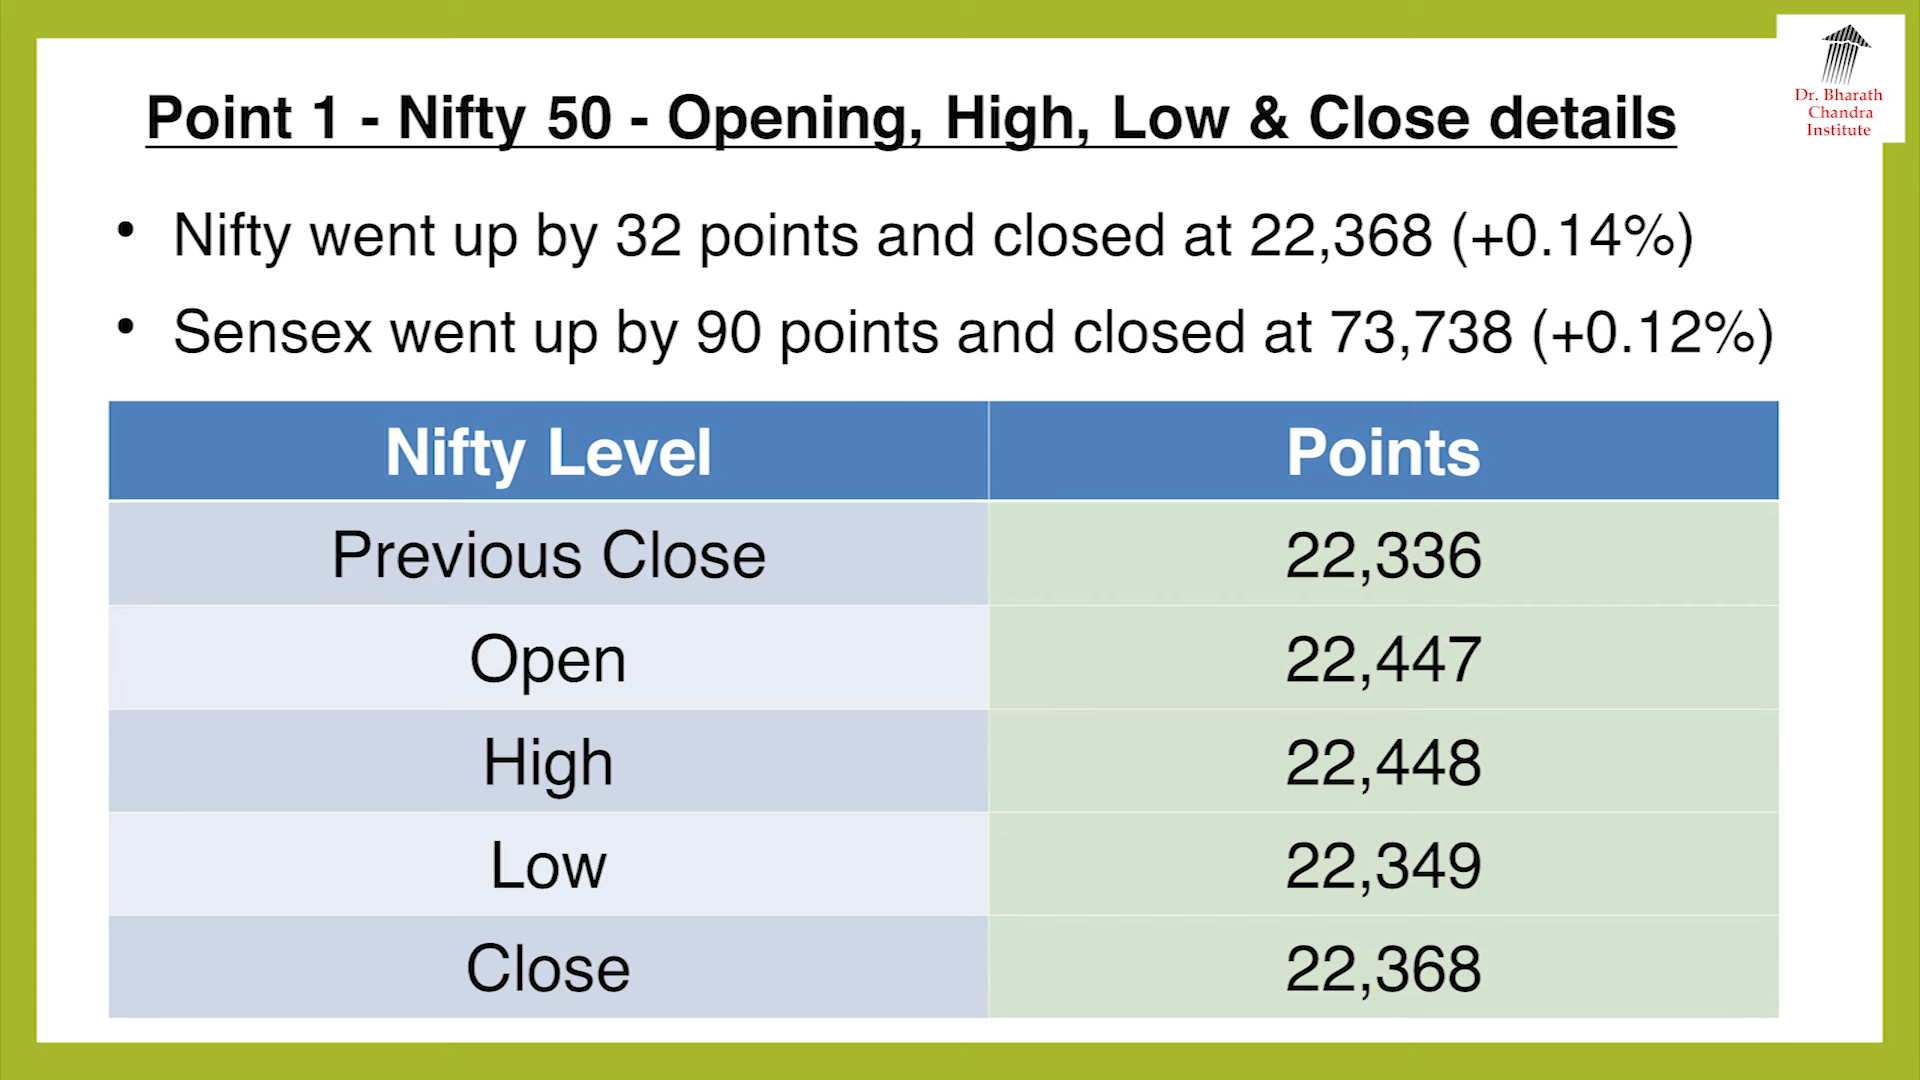 Dr. Bharath
Chandra
Institute
Point 1 - Nifty 50 - Opening, High, Low & Close details
• Nifty went up by 32 points and closed at 22,368 (+0.14%)
• Sensex went up by 90 points and closed at 73,738 (+0.12%)
Nifty Level Points
Previous Close 22,336
Open 22,447
High 22,448
Low 22,349
Close 22,368